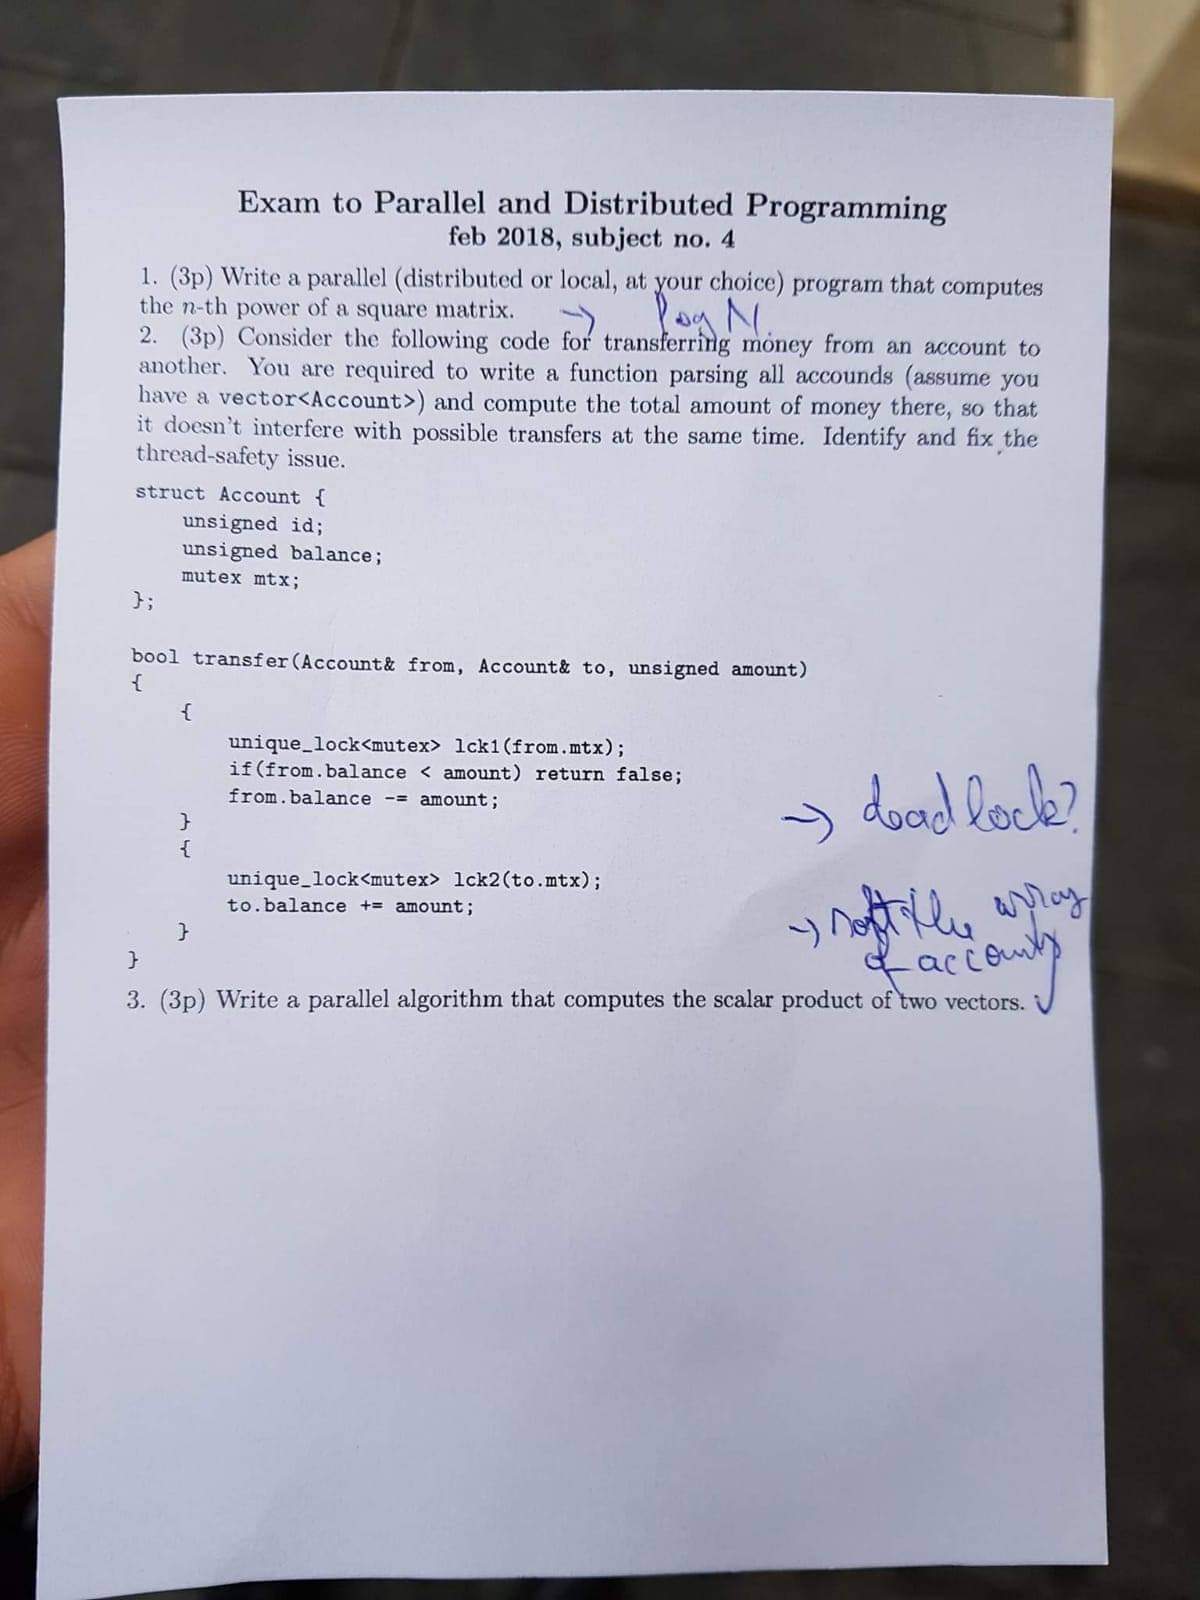 Exam to Parallel and Distributed Programming
feb 2018, subject no. 4
1. (3p) Write a parallel (distributed or local, at your choice) program that computes
the n-th power of a square matrix.
→ log N.
2. (3p) Consider the following code for transferring money from an account to
another. You are required to write a function parsing all accounds (assume you
have a vector<Account>) and compute the total amount of money there, so that
it doesn't interfere with possible transfers at the same time. Identify and fix the
thread-safety issue.
struct Account {
unsigned id;
unsigned balance;
mutex mtx;
};
bool transfer(Account& from, Account& to, unsigned amount)
{
{
unique_lock<mutex> lck1(from.mtx);
if(from.balance < amount) return false;
from.balance -= amount;
}
→ deadlock?
{
unique_lock<mutex> lck2(to.mtx);
to.balance += amount;
→ sort the array
of accounts
}
}
3. (3p) Write a parallel algorithm that computes the scalar product of two vectors. ✓